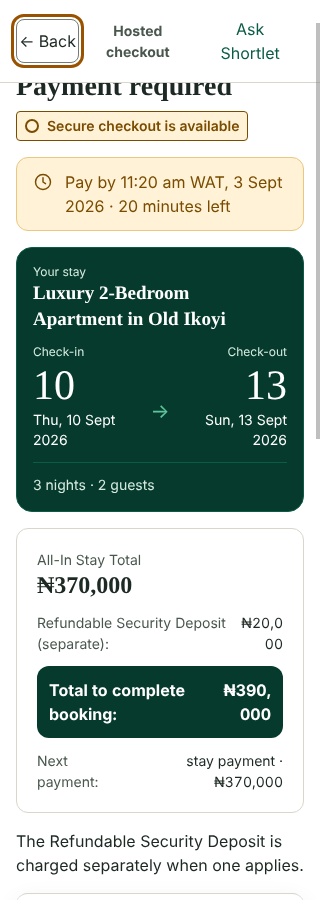 ← Back
Hosted
checkout
Ask
Shortlet
Payment required
Secure checkout is available
Pay by 11:20 am WAT, 3 Sept
2026 · 20 minutes left
Your stay
Luxury 2-Bedroom
Apartment in Old Ikoyi
Check-in
Check-out
10
13
→
Thu, 10 Sept
2026
Sun, 13 Sept
2026
3 nights · 2 guests
All-In Stay Total
₦370,000
Refundable Security Deposit
(separate):
₦20,0
00
Total to complete
booking:
₦390,
000
Next
payment:
stay payment ·
₦370,000
The Refundable Security Deposit is
charged separately when one applies.